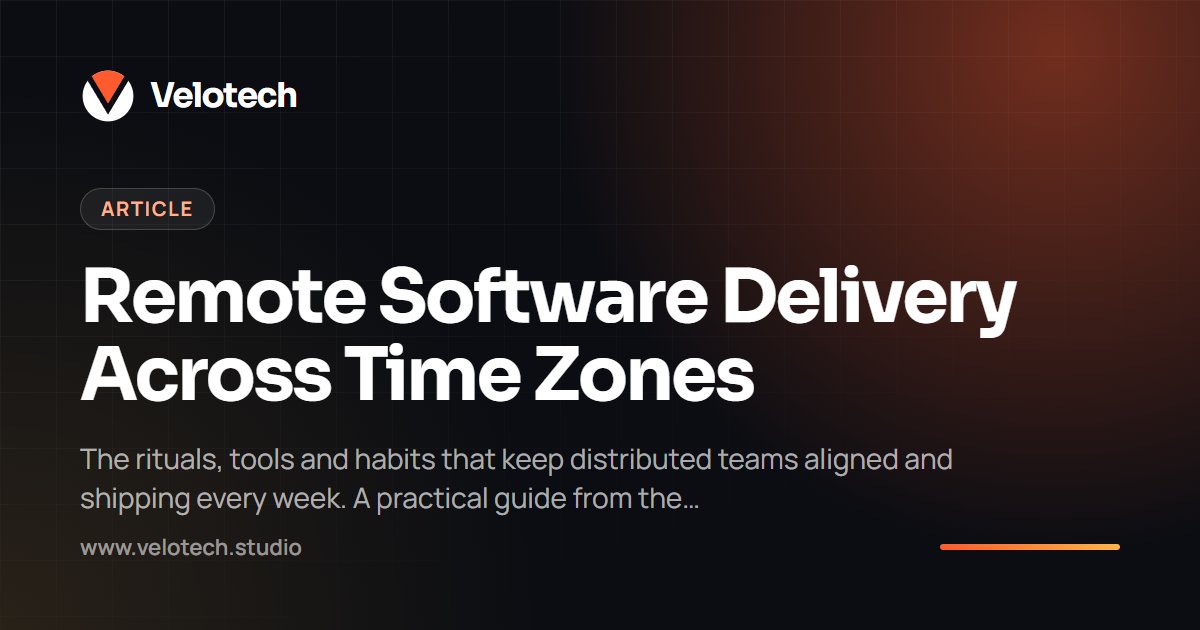 Velotech
ARTICLE
Remote Software Delivery
Across Time Zones
The rituals, tools and habits that keep distributed teams aligned and
shipping every week. A practical guide from the…
www.velotech.studio